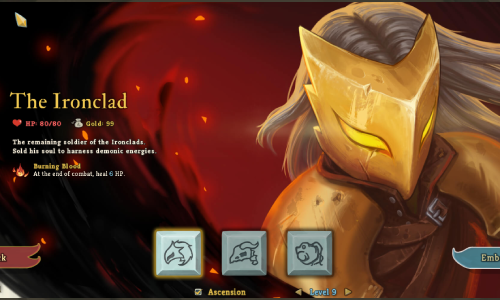 The Ironclad
HP: 80/80 Gold: 99
The remaining soldier of the Ironclads.
Sold his soul to harness demonic energies.
Burning Blood
At the end of combat, heal 6 HP.
Emb
Ascension Level 9